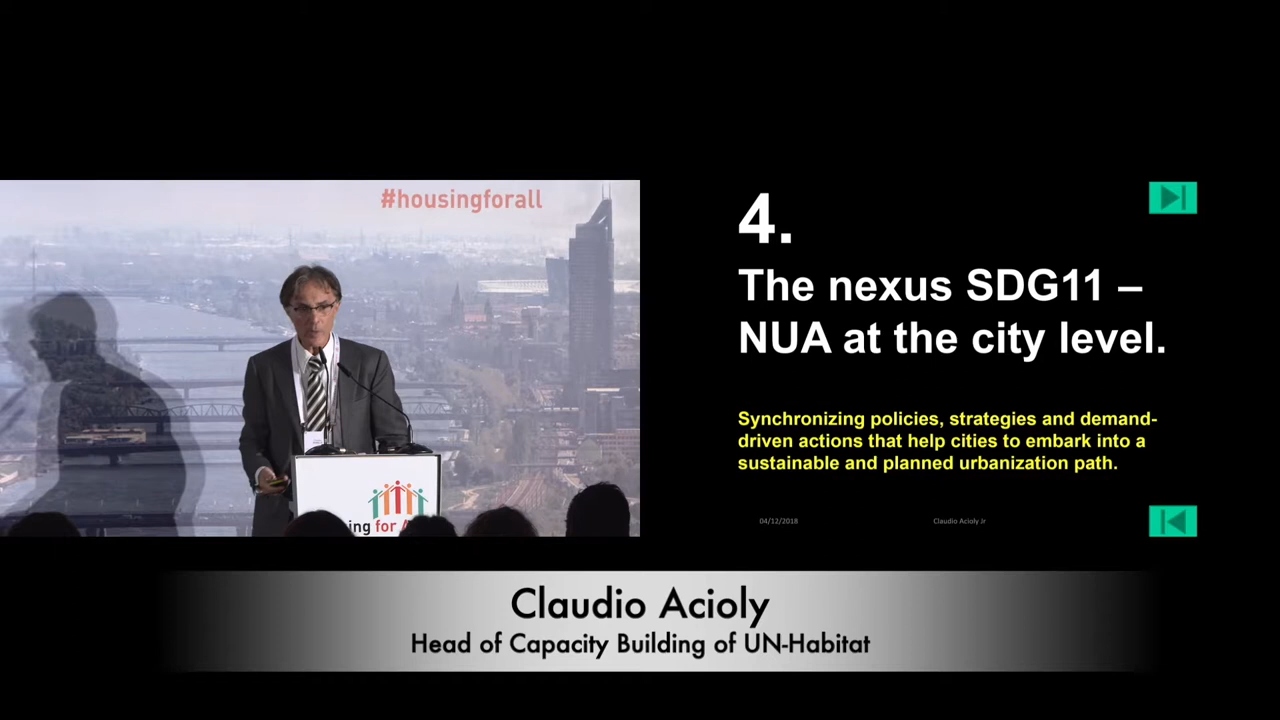 #housingforall
ing for A
4.
The nexus SDG11 –
NUA at the city level.
Synchronizing policies, strategies and demand-
driven actions that help cities to embark into a
sustainable and planned urbanization path.
04/12/2018 Claudio Acioly Jr
Claudio Acioly
Head of Capacity Building of UN-Habitat